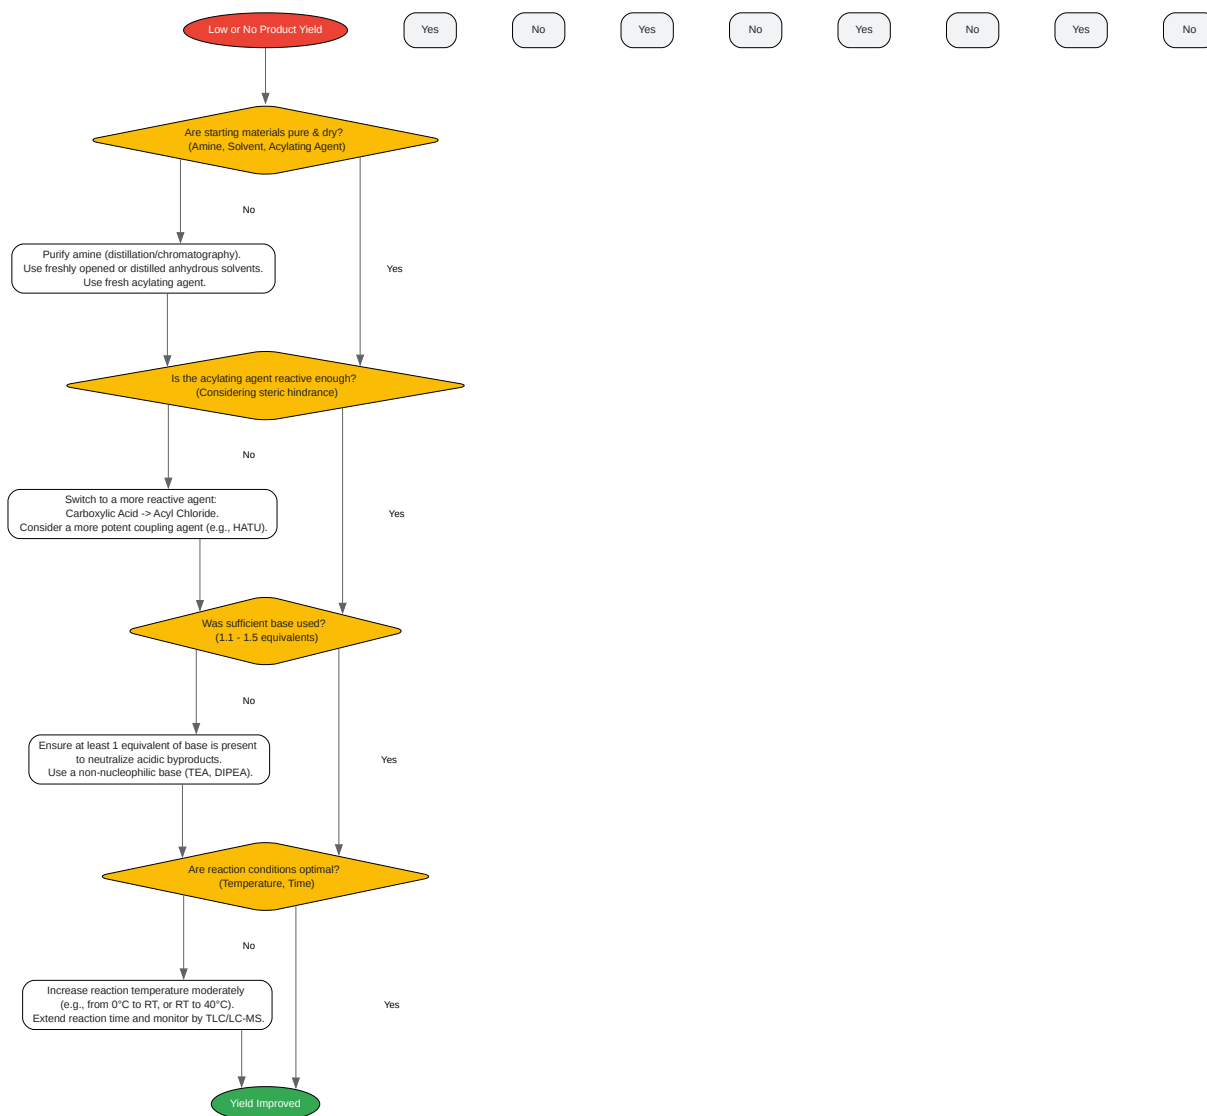 Low or No Product Yield
Yes
No
Yes
No
Yes
No
Yes
No
Are starting materials pure & dry?
(Amine, Solvent, Acylating Agent)
No
Purify amine (distillation/chromatography).
Use freshly opened or distilled anhydrous solvents.
Use fresh acylating agent.
Yes
Is the acylating agent reactive enough?
(Considering steric hindrance)
No
Switch to a more reactive agent:
Carboxylic Acid -> Acyl Chloride.
Consider a more potent coupling agent (e.g., HATU).
Yes
Was sufficient base used?
(1.1 - 1.5 equivalents)
No
Ensure at least 1 equivalent of base is present
to neutralize acidic byproducts.
Use a non-nucleophilic base (TEA, DIPEA).
Yes
Are reaction conditions optimal?
(Temperature, Time)
No
Increase reaction temperature moderately
(e.g., from 0°C to RT, or RT to 40°C).
Extend reaction time and monitor by TLC/LC-MS.
Yes
Yield Improved